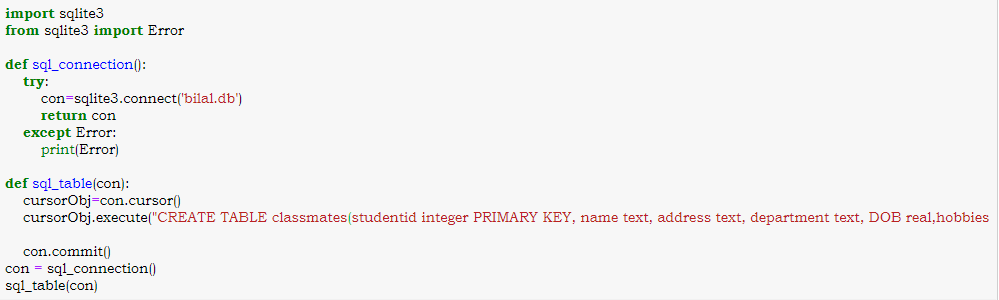 import sqlite3
from sqlite3 import Error
def sql_connection():
try:
con=sqlite3.connect('bilal.db')
return con
except Error:
print(Error)
def sql_table(con):
cursorObj=con.cursor()
cursorObj.execute("CREATE TABLE classmates(studentid integer PRIMARY KEY, name text, address text, department text, DOB real,hobbies
con.commit()
con = sql_connection()
sql_table(con)